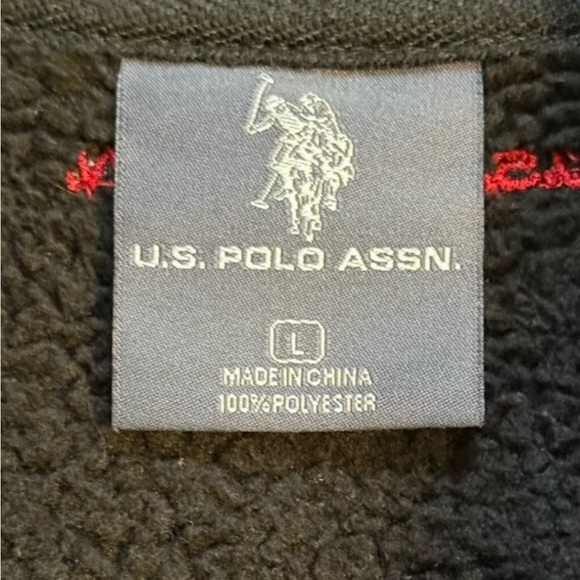 U.S. POLO ASSN.
L
MADE IN CHINA
100% POLYESTER